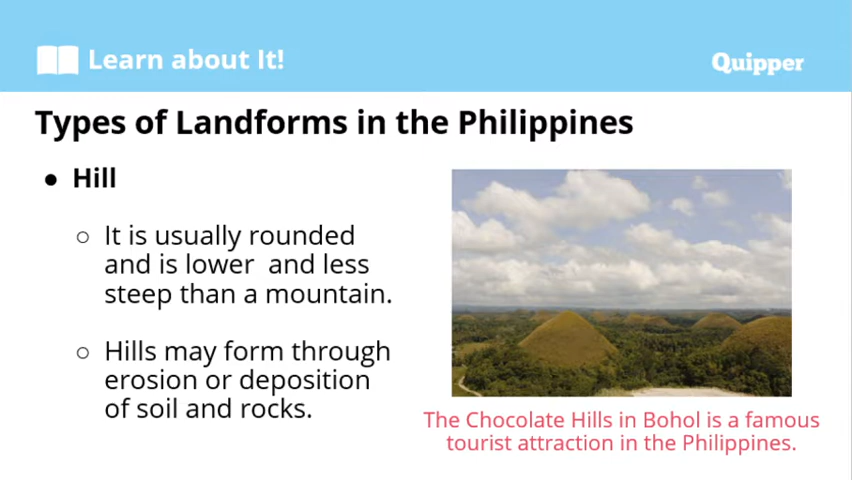 Learn about It!
Quipper
Types of Landforms in the Philippines
● Hill
○ It is usually rounded
and is lower  and less
steep than a mountain.
○ Hills may form through
erosion or deposition
of soil and rocks.
The Chocolate Hills in Bohol is a famous
tourist attraction in the Philippines.